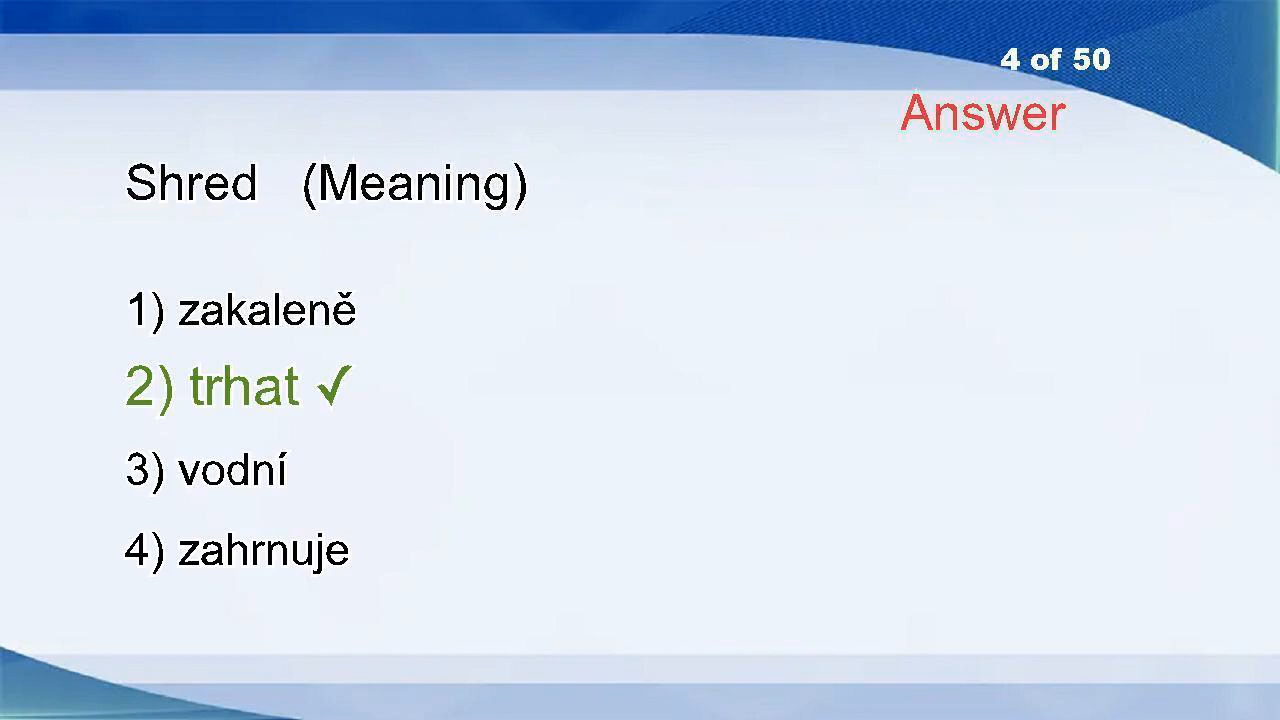 4 of 50
Answer
Shred (Meaning)
1) zakaleně
2) trhat ✓
3) vodní
4) zahrnuje